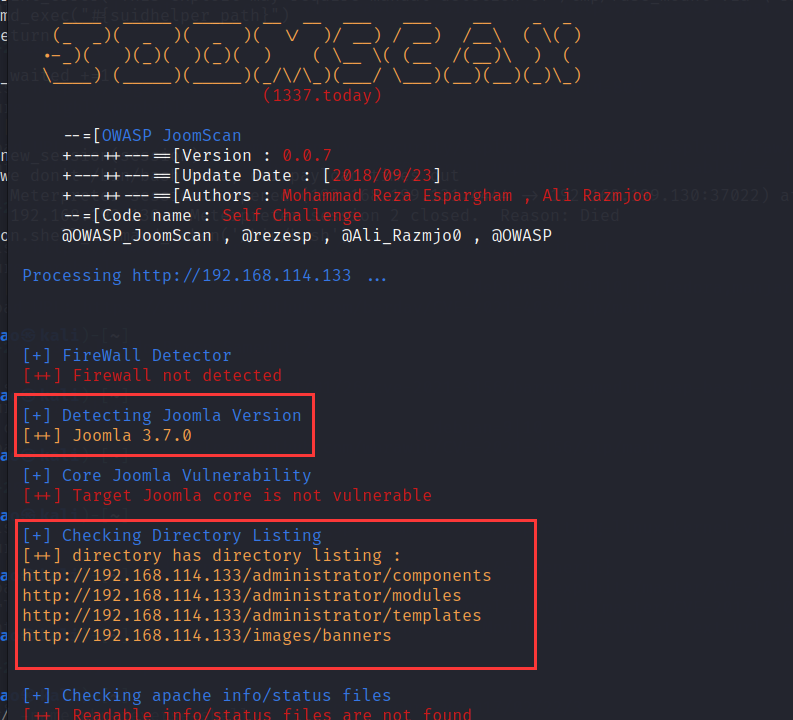 (1337.today)
--=[OWASP JoomScan
+---++---==[Version : 0.0.7
+---++---==[Update Date : [2018/09/23]
+---++---==[Authors : Mohammad Reza Espargham , Ali Razmjoo
--=[Code name : Self Challenge
@OWASP_JoomScan , @rezesp , @Ali_Razmjo0 , @OWASP
Processing http://192.168.114.133 ...
[+] FireWall Detector
[++] Firewall not detected
[+] Detecting Joomla Version
[++] Joomla 3.7.0
[+] Core Joomla Vulnerability
[++] Target Joomla core is not vulnerable
[+] Checking Directory Listing
[++] directory has directory listing :
http://192.168.114.133/administrator/components
http://192.168.114.133/administrator/modules
http://192.168.114.133/administrator/templates
http://192.168.114.133/images/banners
[+] Checking apache info/status files
[++] Readable info/status files are not found